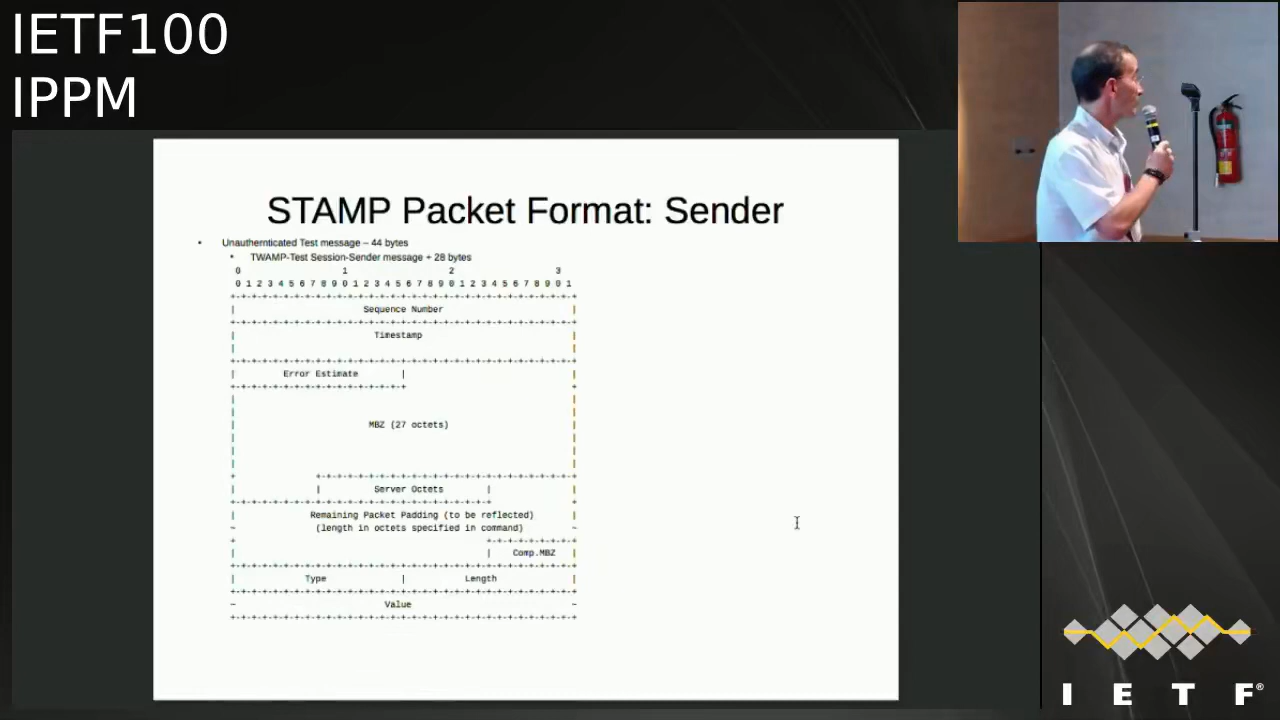 IETF100
IPPM
STAMP Packet Format: Sender
• Unauthernticated Test message – 44 bytes
• TWAMP-Test Session-Sender message + 28 bytes
0 1 2 3
0 1 2 3 4 5 6 7 8 9 0 1 2 3 4 5 6 7 8 9 0 1 2 3 4 5 6 7 8 9 0 1
+-+-+-+-+-+-+-+-+-+-+-+-+-+-+-+-+-+-+-+-+-+-+-+-+-+-+-+-+-+-+-+-+
| Sequence Number |
+-+-+-+-+-+-+-+-+-+-+-+-+-+-+-+-+-+-+-+-+-+-+-+-+-+-+-+-+-+-+-+-+
| Timestamp |
| |
+-+-+-+-+-+-+-+-+-+-+-+-+-+-+-+-+-+-+-+-+-+-+-+-+-+-+-+-+-+-+-+-+
| Error Estimate | |
+-+-+-+-+-+-+-+-+-+-+-+-+-+-+-+-+ +
| |
| |
| MBZ (27 octets) |
| |
| |
| |
+ +-+-+-+-+-+-+-+-+-+-+-+-+-+-+-+-+-+-+-+-+-+-+-+-+
| | Server Octets | |
+-+-+-+-+-+-+-+-+-+-+-+-+-+-+-+-+-+-+-+-+-+-+-+-+ +
| Remaining Packet Padding (to be reflected) |
~ (length in octets specified in command) ~
+ +-+-+-+-+-+-+-+-+
| | Comp.MBZ |
+-+-+-+-+-+-+-+-+-+-+-+-+-+-+-+-+-+-+-+-+-+-+-+-+-+-+-+-+-+-+-+-+
| Type | Length |
+-+-+-+-+-+-+-+-+-+-+-+-+-+-+-+-+-+-+-+-+-+-+-+-+-+-+-+-+-+-+-+-+
~ Value ~
+-+-+-+-+-+-+-+-+-+-+-+-+-+-+-+-+-+-+-+-+-+-+-+-+-+-+-+-+-+-+-+-+
I E T F®